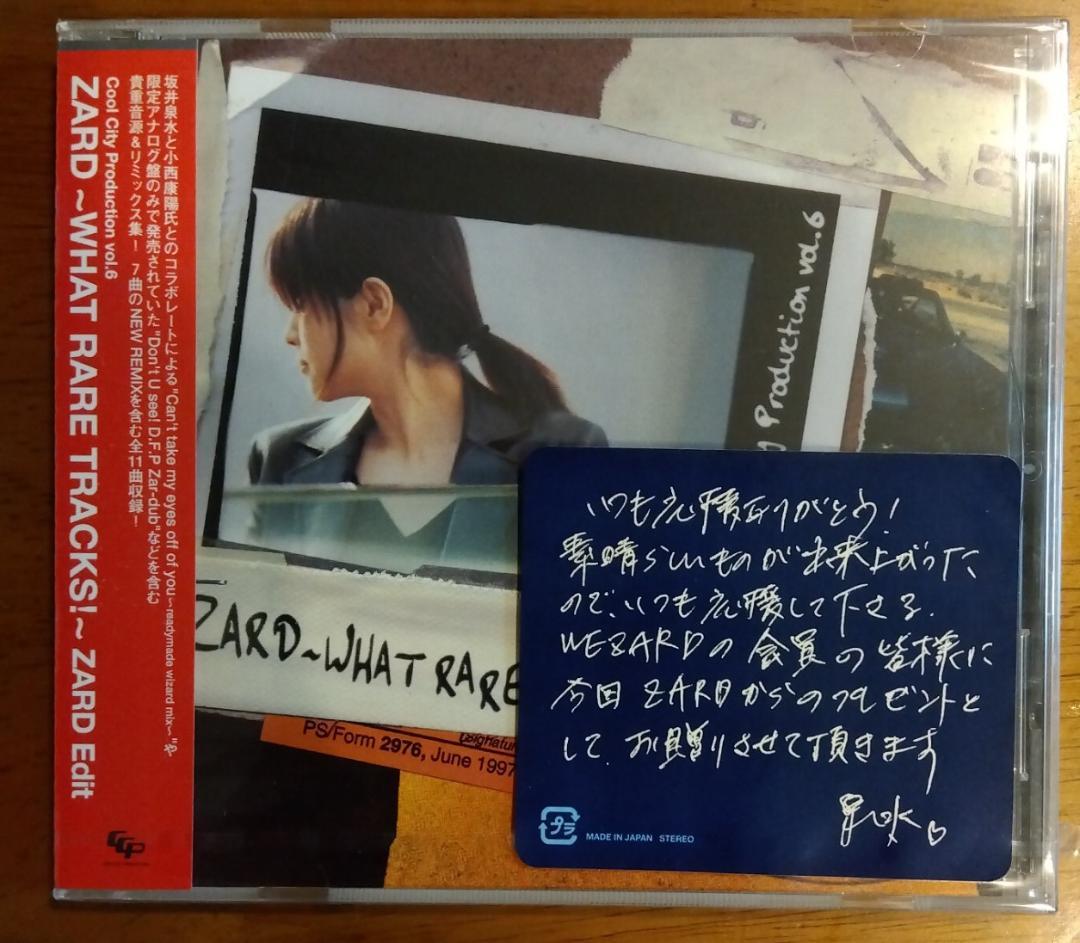 坂井泉水と小西康陽氏とのコラボレートによる"Can't take my eyes off of you～readymade wizard mix～"や
限定アナログ盤のみで発売されていた"Don't U see! D.F.P Zar-dub"などを含む
貴重音源&リミックス集！ 7曲のNEW REMIXを含む全11曲収録！
Cool City Production vol.6
ZARD ～WHAT RARE TRACKS!～ ZARD Edit
Production vol.6
ZARD~WHAT RARE
PS/Form 2976, June 1997
いつも応援ありがとう！
素晴らしいものが出来上がった
ので、いつも応援して下さる.
WEZARDの会員の皆様に
今回ZARDからのプレゼントと
して、お贈りさせて頂きます
泉水♡
プラ
MADE IN JAPAN STEREO